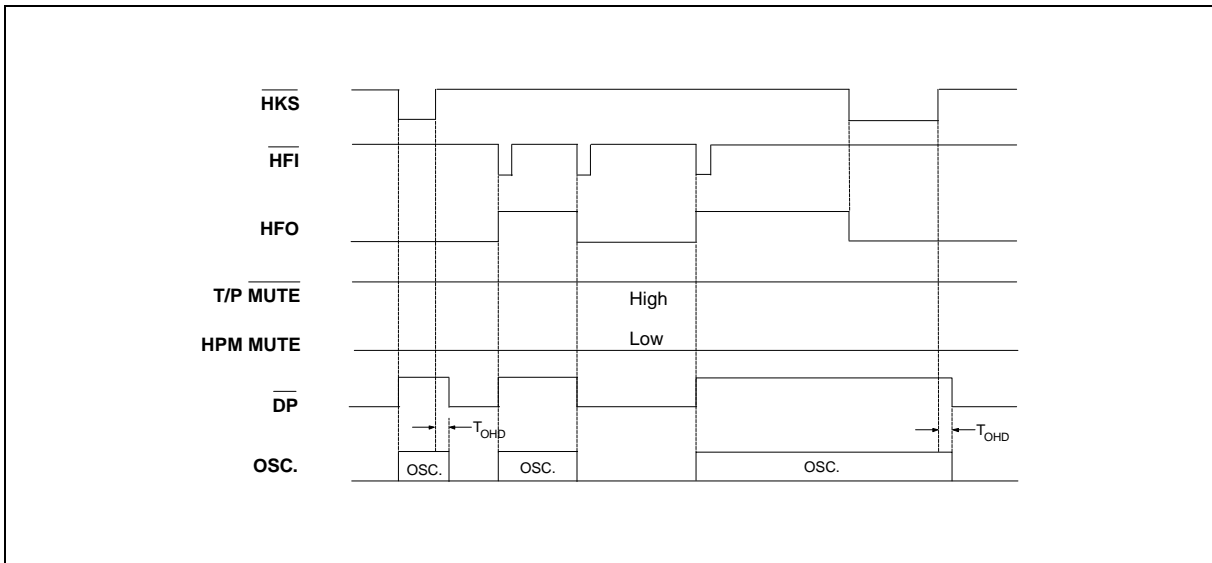 HKS
HFI
HFO
T/P MUTE
High
HPM MUTE
Low
DP
TOHD
TOHD
OSC.
OSC.
OSC.
OSC.